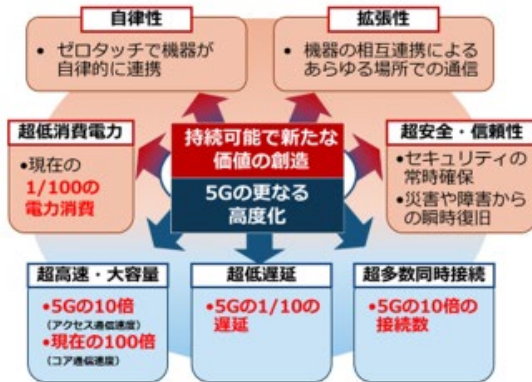 自律性
• ゼロタッチで機器が
自律的に連携
拡張性
• 機器の相互連携による
あらゆる場所での通信
超低消費電力
•現在の
1/100の
電力消費
持続可能で新たな
価値の創造
5Gの更なる
高度化
超安全・信頼性
•セキュリティの
常時確保
•災害や障害から
の瞬時復旧
超高速・大容量
•5Gの10倍
(アクセス通信速度)
•現在の100倍
(コア通信速度)
超低遅延
•5Gの1/10の
遅延
超多数同時接続
•5Gの10倍の
接続数